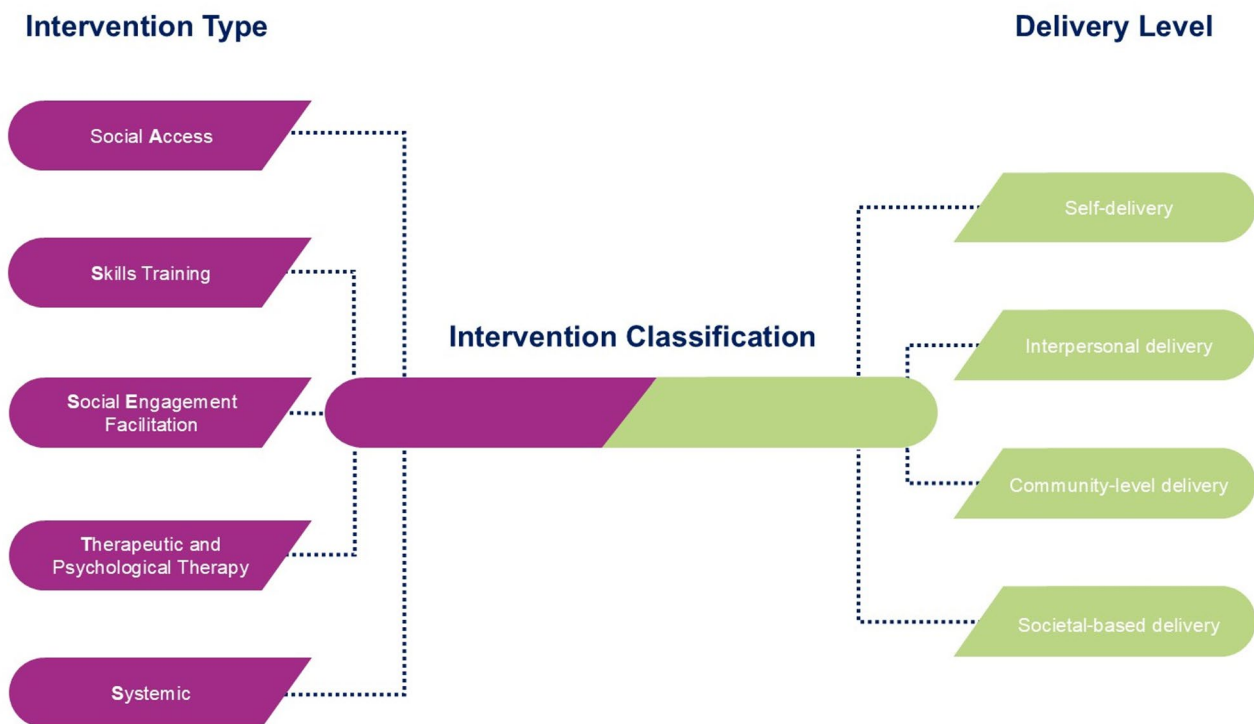 Intervention Type
Delivery Level
Social Access
Self-delivery
Skills Training
Interpersonal delivery
Intervention Classification
Social Engagement
Facilitation
Community-level delivery
Therapeutic and
Psychological Therapy
Societal-based delivery
Systemic